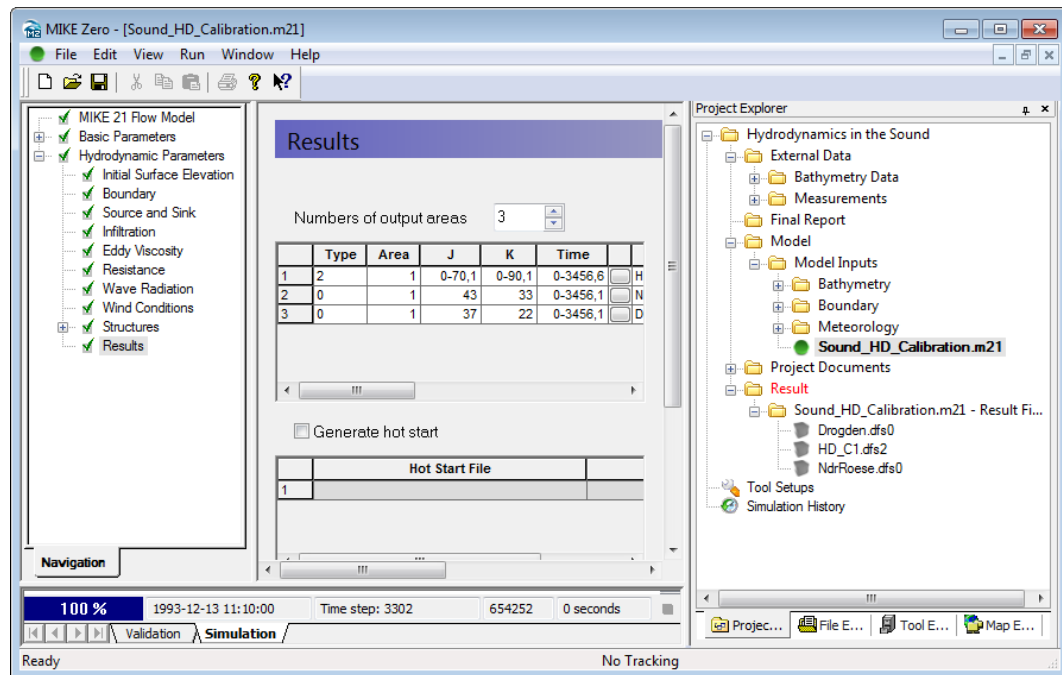 MIKE Zero - [Sound_HD_Calibration.m21]
File Edit View Run Window Help
MIKE 21 Flow Model
Basic Parameters
Hydrodynamic Parameters
Initial Surface Elevation
Boundary
Source and Sink
Infiltration
Eddy Viscosity
Resistance
Wave Radiation
Wind Conditions
Structures
Results
Navigation
Results
Numbers of output areas 3
Type Area J K Time
1 2 1 0-70,1 0-90,1 0-3456,6 H
2 0 1 43 33 0-3456,1 N
3 0 1 37 22 0-3456,1 D
Generate hot start
Hot Start File
1
Project Explorer
Hydrodynamics in the Sound
External Data
Bathymetry Data
Measurements
Final Report
Model
Model Inputs
Bathymetry
Boundary
Meteorology
Sound_HD_Calibration.m21
Project Documents
Result
Sound_HD_Calibration.m21 - Result Fi...
Drogden.dfs0
HD_C1.dfs2
NdrRoese.dfs0
Tool Setups
Simulation History
Projec... File E... Tool E... Map E...
100 % 1993-12-13 11:10:00 Time step: 3302 654252 0 seconds
Validation Simulation
Ready No Tracking